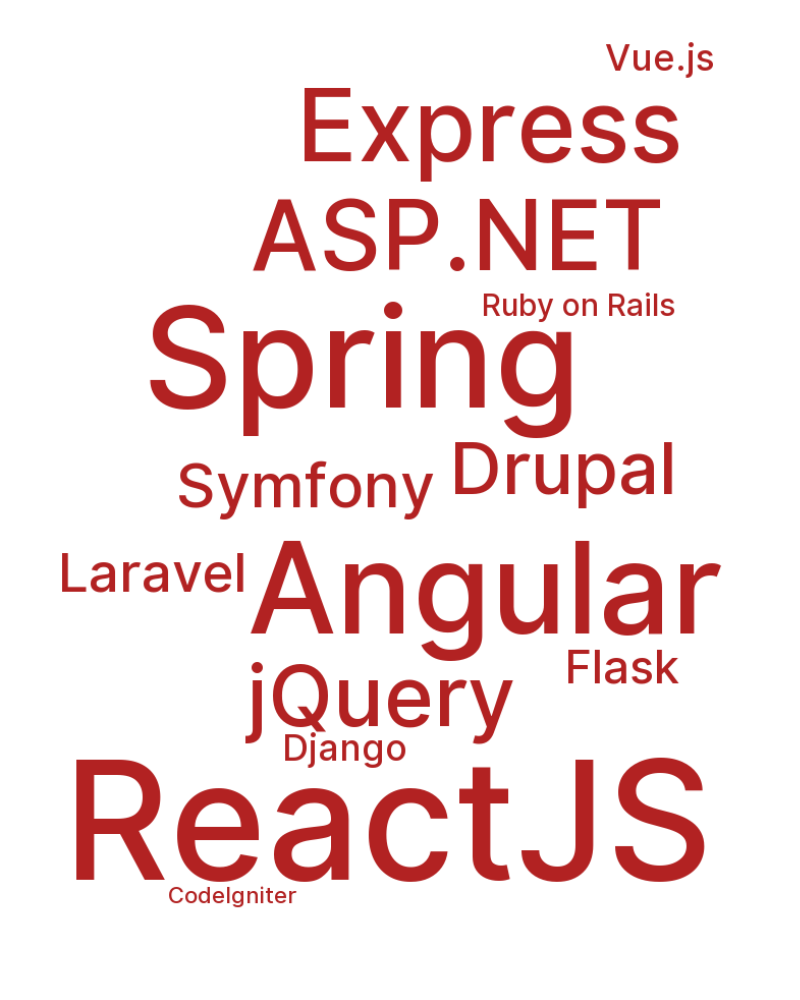 Vue.js
Express
ASP.NET
Ruby on Rails
Spring
Drupal
Symfony
Laravel
Angular
Flask
jQuery
Django
ReactJS
CodeIgniter